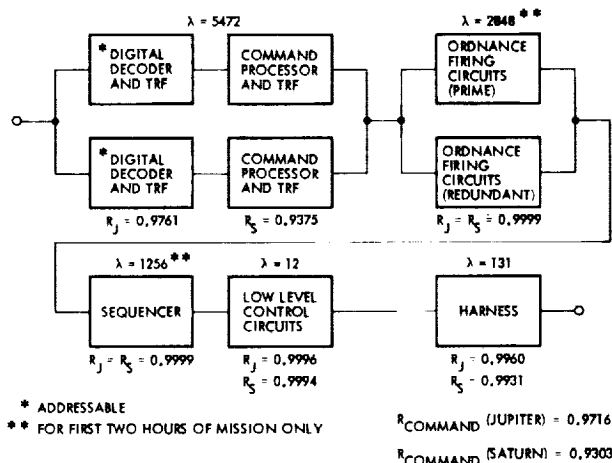 λ = 5472
λ = 2848 **
* DIGITAL
DECODER
AND TRF
COMMAND
PROCESSOR
AND TRF
ORDNANCE
FIRING
CIRCUITS
(PRIME)
* DIGITAL
DECODER
AND TRF
COMMAND
PROCESSOR
AND TRF
ORDNANCE
FIRING
CIRCUITS
(REDUNDANT)
R_J = 0.9761
R_S = 0.9375
R_J = R_S = 0.9999
λ = 1256 **
λ = 12
λ = 131
SEQUENCER
LOW LEVEL
CONTROL
CIRCUITS
HARNESS
R_J = R_S = 0.9999
R_J = 0.9996
R_S = 0.9994
R_J = 0.9960
R_S = 0.9931
* ADDRESSABLE
** FOR FIRST TWO HOURS OF MISSION ONLY
R_COMMAND (JUPITER) = 0.9716
R_COMMAND (SATURN) = 0.9303